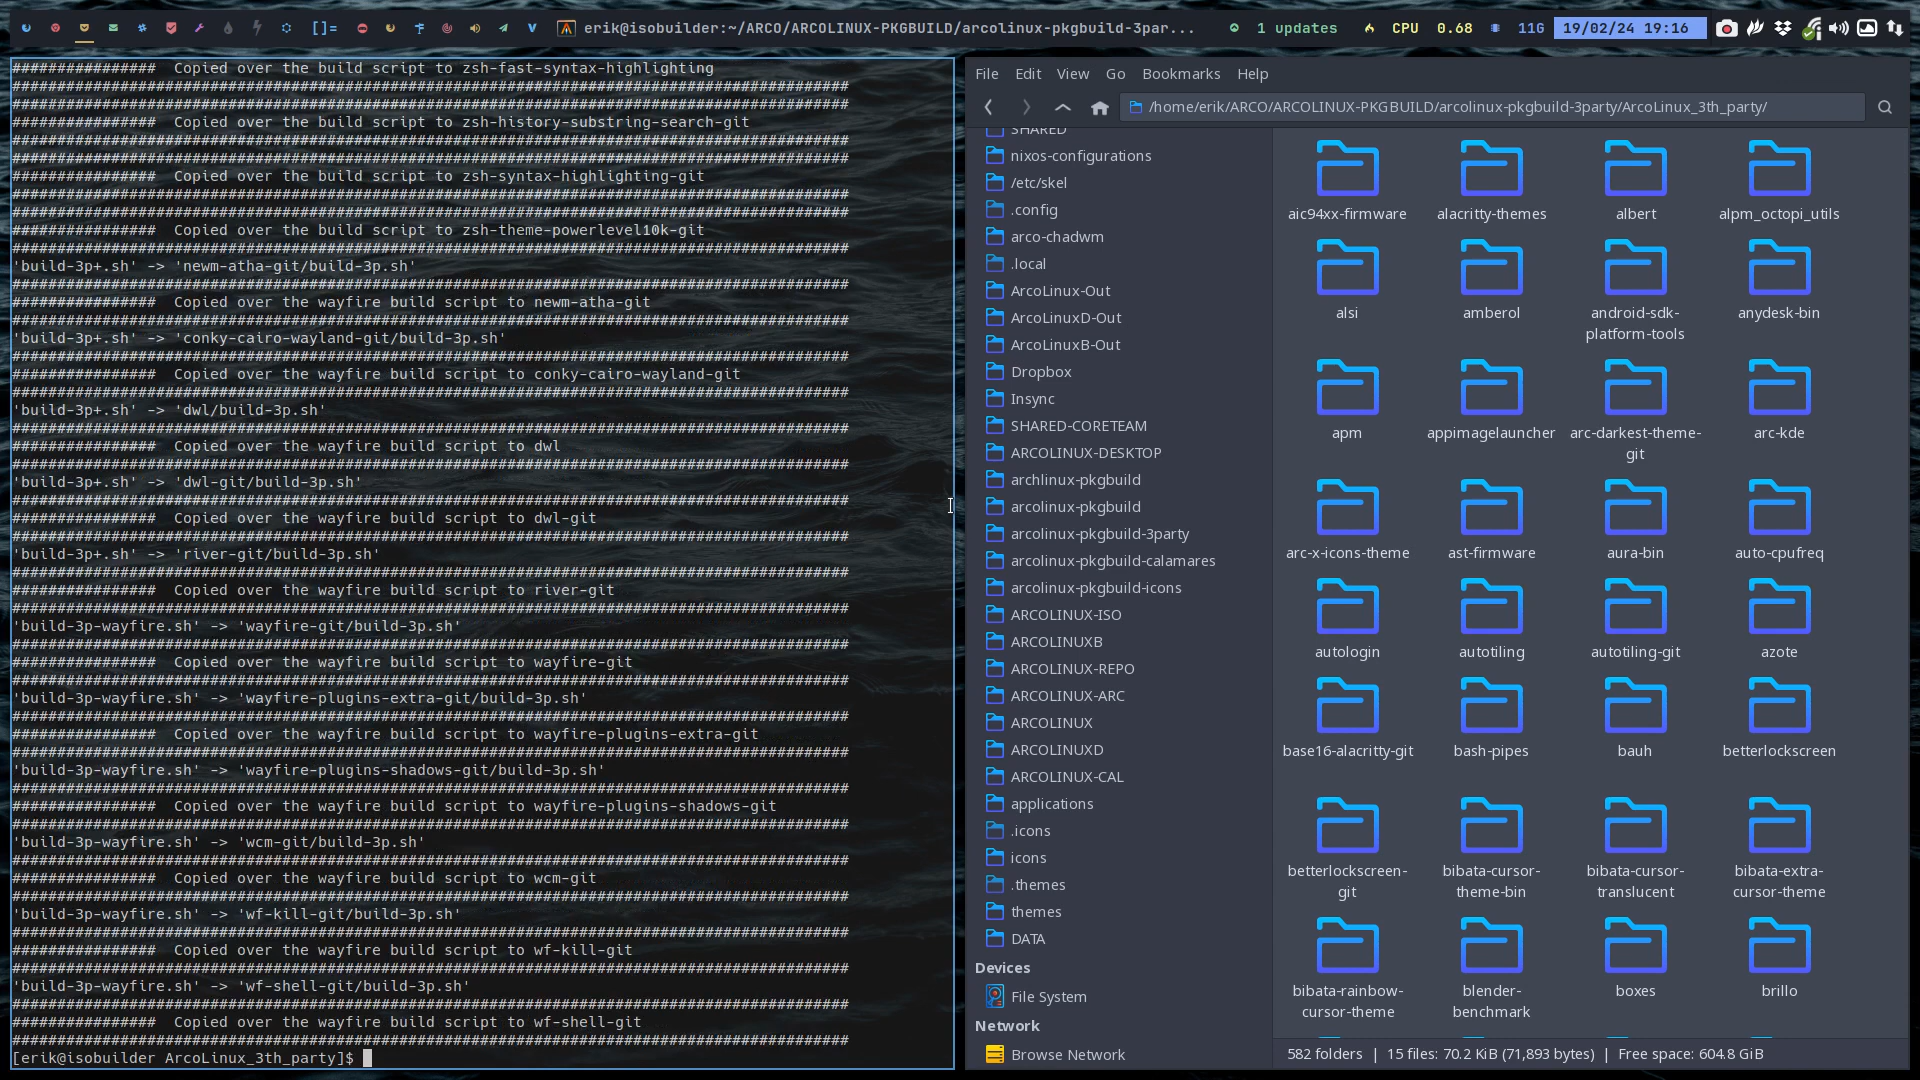 []= erik@isobuilder:~/ARCO/ARCOLINUX-PKGBUILD/arcolinux-pkgbuild-3par... 1 updates CPU 0.68 11G 19/02/24 19:16
################ Copied over the build script to zsh-fast-syntax-highlighting
#############################################################################################
#############################################################################################
################ Copied over the build script to zsh-history-substring-search-git
#############################################################################################
#############################################################################################
################ Copied over the build script to zsh-syntax-highlighting-git
#############################################################################################
#############################################################################################
################ Copied over the build script to zsh-theme-powerlevel10k-git
#############################################################################################
'build-3p+.sh' -> 'newm-atha-git/build-3p.sh'
#############################################################################################
################ Copied over the wayfire build script to newm-atha-git
#############################################################################################
'build-3p+.sh' -> 'conky-cairo-wayland-git/build-3p.sh'
#############################################################################################
################ Copied over the wayfire build script to conky-cairo-wayland-git
#############################################################################################
'build-3p+.sh' -> 'dwl/build-3p.sh'
#############################################################################################
################ Copied over the wayfire build script to dwl
#############################################################################################
'build-3p+.sh' -> 'dwl-git/build-3p.sh'
#############################################################################################
################ Copied over the wayfire build script to dwl-git
#############################################################################################
'build-3p+.sh' -> 'river-git/build-3p.sh'
#############################################################################################
################ Copied over the wayfire build script to river-git
#############################################################################################
'build-3p-wayfire.sh' -> 'wayfire-git/build-3p.sh'
#############################################################################################
################ Copied over the wayfire build script to wayfire-git
#############################################################################################
'build-3p-wayfire.sh' -> 'wayfire-plugins-extra-git/build-3p.sh'
#############################################################################################
################ Copied over the wayfire build script to wayfire-plugins-extra-git
#############################################################################################
'build-3p-wayfire.sh' -> 'wayfire-plugins-shadows-git/build-3p.sh'
#############################################################################################
################ Copied over the wayfire build script to wayfire-plugins-shadows-git
#############################################################################################
'build-3p-wayfire.sh' -> 'wcm-git/build-3p.sh'
#############################################################################################
################ Copied over the wayfire build script to wcm-git
#############################################################################################
'build-3p-wayfire.sh' -> 'wf-kill-git/build-3p.sh'
#############################################################################################
################ Copied over the wayfire build script to wf-kill-git
#############################################################################################
'build-3p-wayfire.sh' -> 'wf-shell-git/build-3p.sh'
#############################################################################################
################ Copied over the wayfire build script to wf-shell-git
#############################################################################################
[erik@isobuilder ArcoLinux_3th_party]$
File Edit View Go Bookmarks Help
/home/erik/ARCO/ARCOLINUX-PKGBUILD/arcolinux-pkgbuild-3party/ArcoLinux_3th_party/
SHARED
nixos-configurations
/etc/skel
.config
arco-chadwm
.local
ArcoLinux-Out
ArcoLinuxD-Out
ArcoLinuxB-Out
Dropbox
Insync
SHARED-CORETEAM
ARCOLINUX-DESKTOP
archlinux-pkgbuild
arcolinux-pkgbuild
arcolinux-pkgbuild-3party
arcolinux-pkgbuild-calamares
arcolinux-pkgbuild-icons
ARCOLINUX-ISO
ARCOLINUXB
ARCOLINUX-REPO
ARCOLINUX-ARC
ARCOLINUX
ARCOLINUXD
ARCOLINUX-CAL
applications
.icons
icons
.themes
themes
DATA
Devices
File System
Network
Browse Network
aic94xx-firmware alacritty-themes albert alpm_octopi_utils
alsi amberol android-sdk- anydesk-bin
platform-tools
apm appimagelauncher arc-darkest-theme- arc-kde
git
arc-x-icons-theme ast-firmware aura-bin auto-cpufreq
autologin autotiling autotiling-git azote
base16-alacritty-git bash-pipes bauh betterlockscreen
betterlockscreen- bibata-cursor- bibata-cursor- bibata-extra-
git theme-bin translucent cursor-theme
bibata-rainbow- blender- boxes brillo
cursor-theme benchmark
582 folders | 15 files: 70.2 KiB (71,893 bytes) | Free space: 604.8 GiB